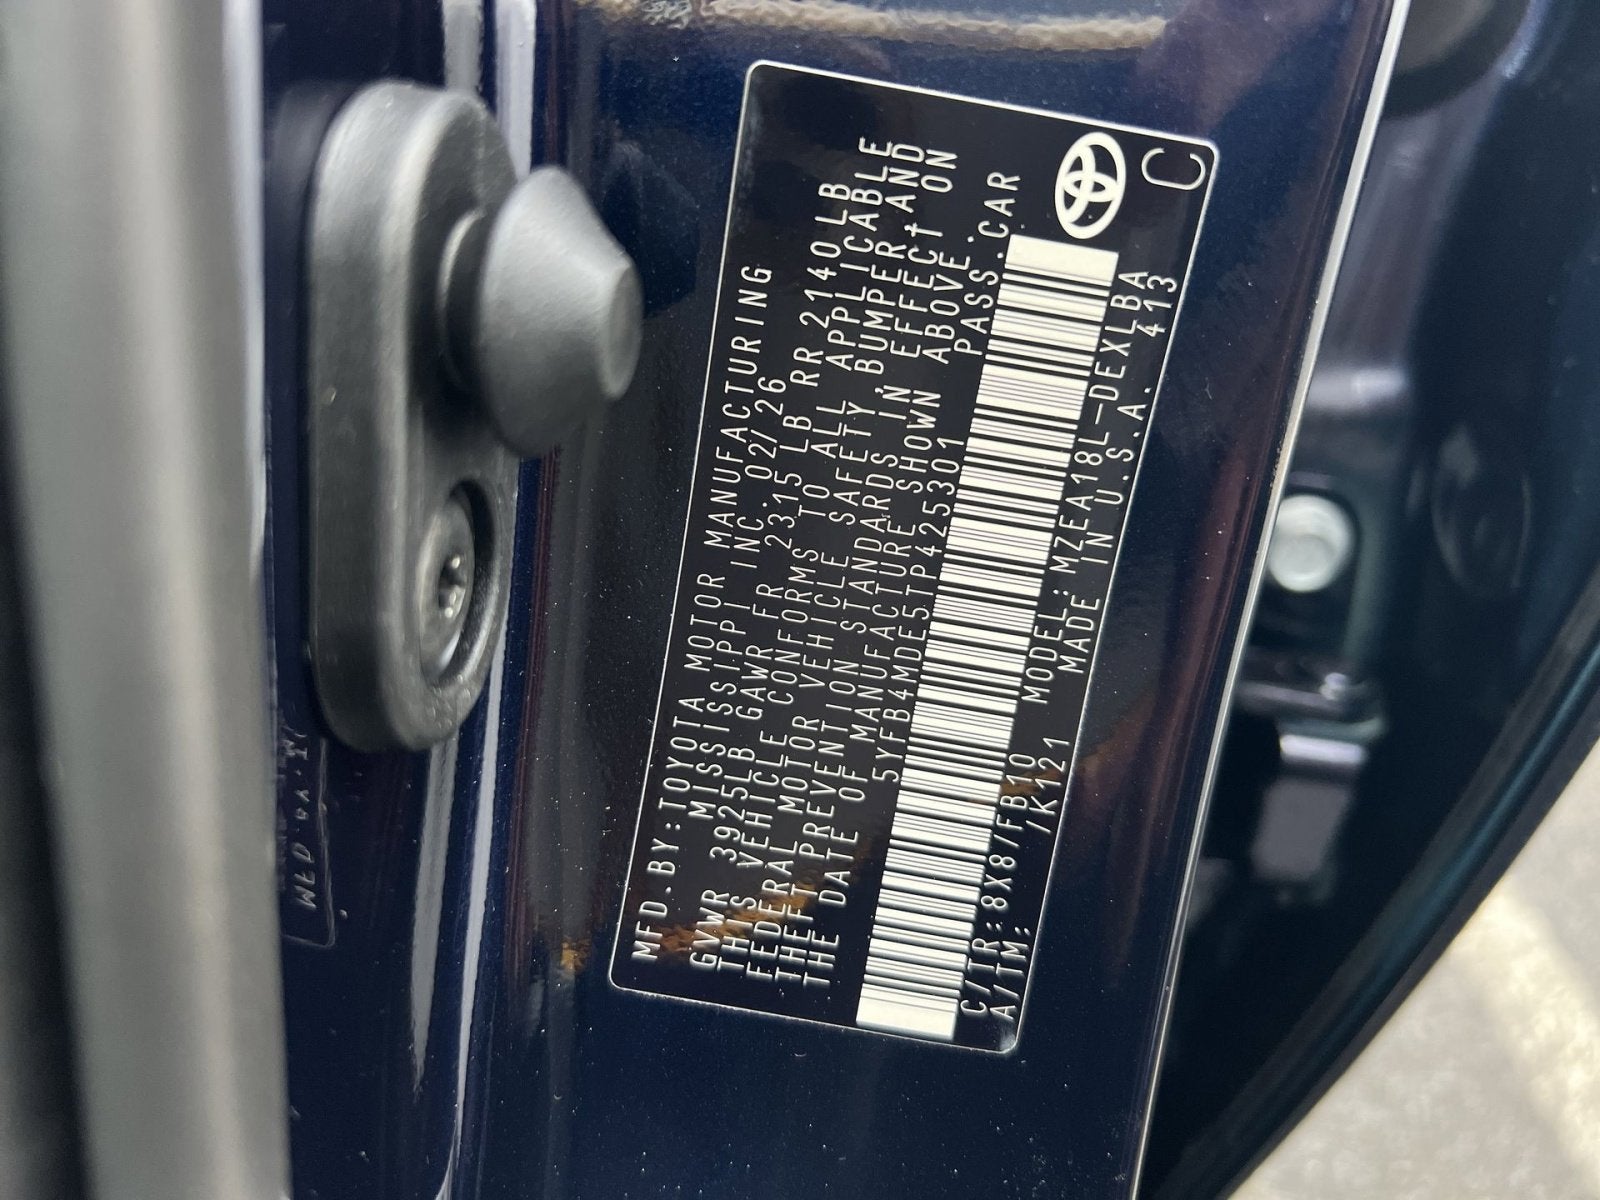 MFD.BY:TOYOTA MOTOR MANUFACTURING
MISSISSIPPI INC. 02/26
GVWR 3925LB GAWR FR 2315 LB RR 2140LB
THIS VEHICLE CONFORMS TO ALL APPLICABLE
FEDERAL MOTOR VEHICLE SAFETY,BUMPER,AND
THEFT PREVENTION STANDARDS IN EFFECT ON
THE DATE OF MANUFACTURE SHOWN ABOVE.
5YFB4MDE5TP425301 PASS.CAR
C/TR:8X8/FB10 MODEL:MZEA18L-DEXLBA
A/TM: /K121 MADE IN U.S.A. 413
C